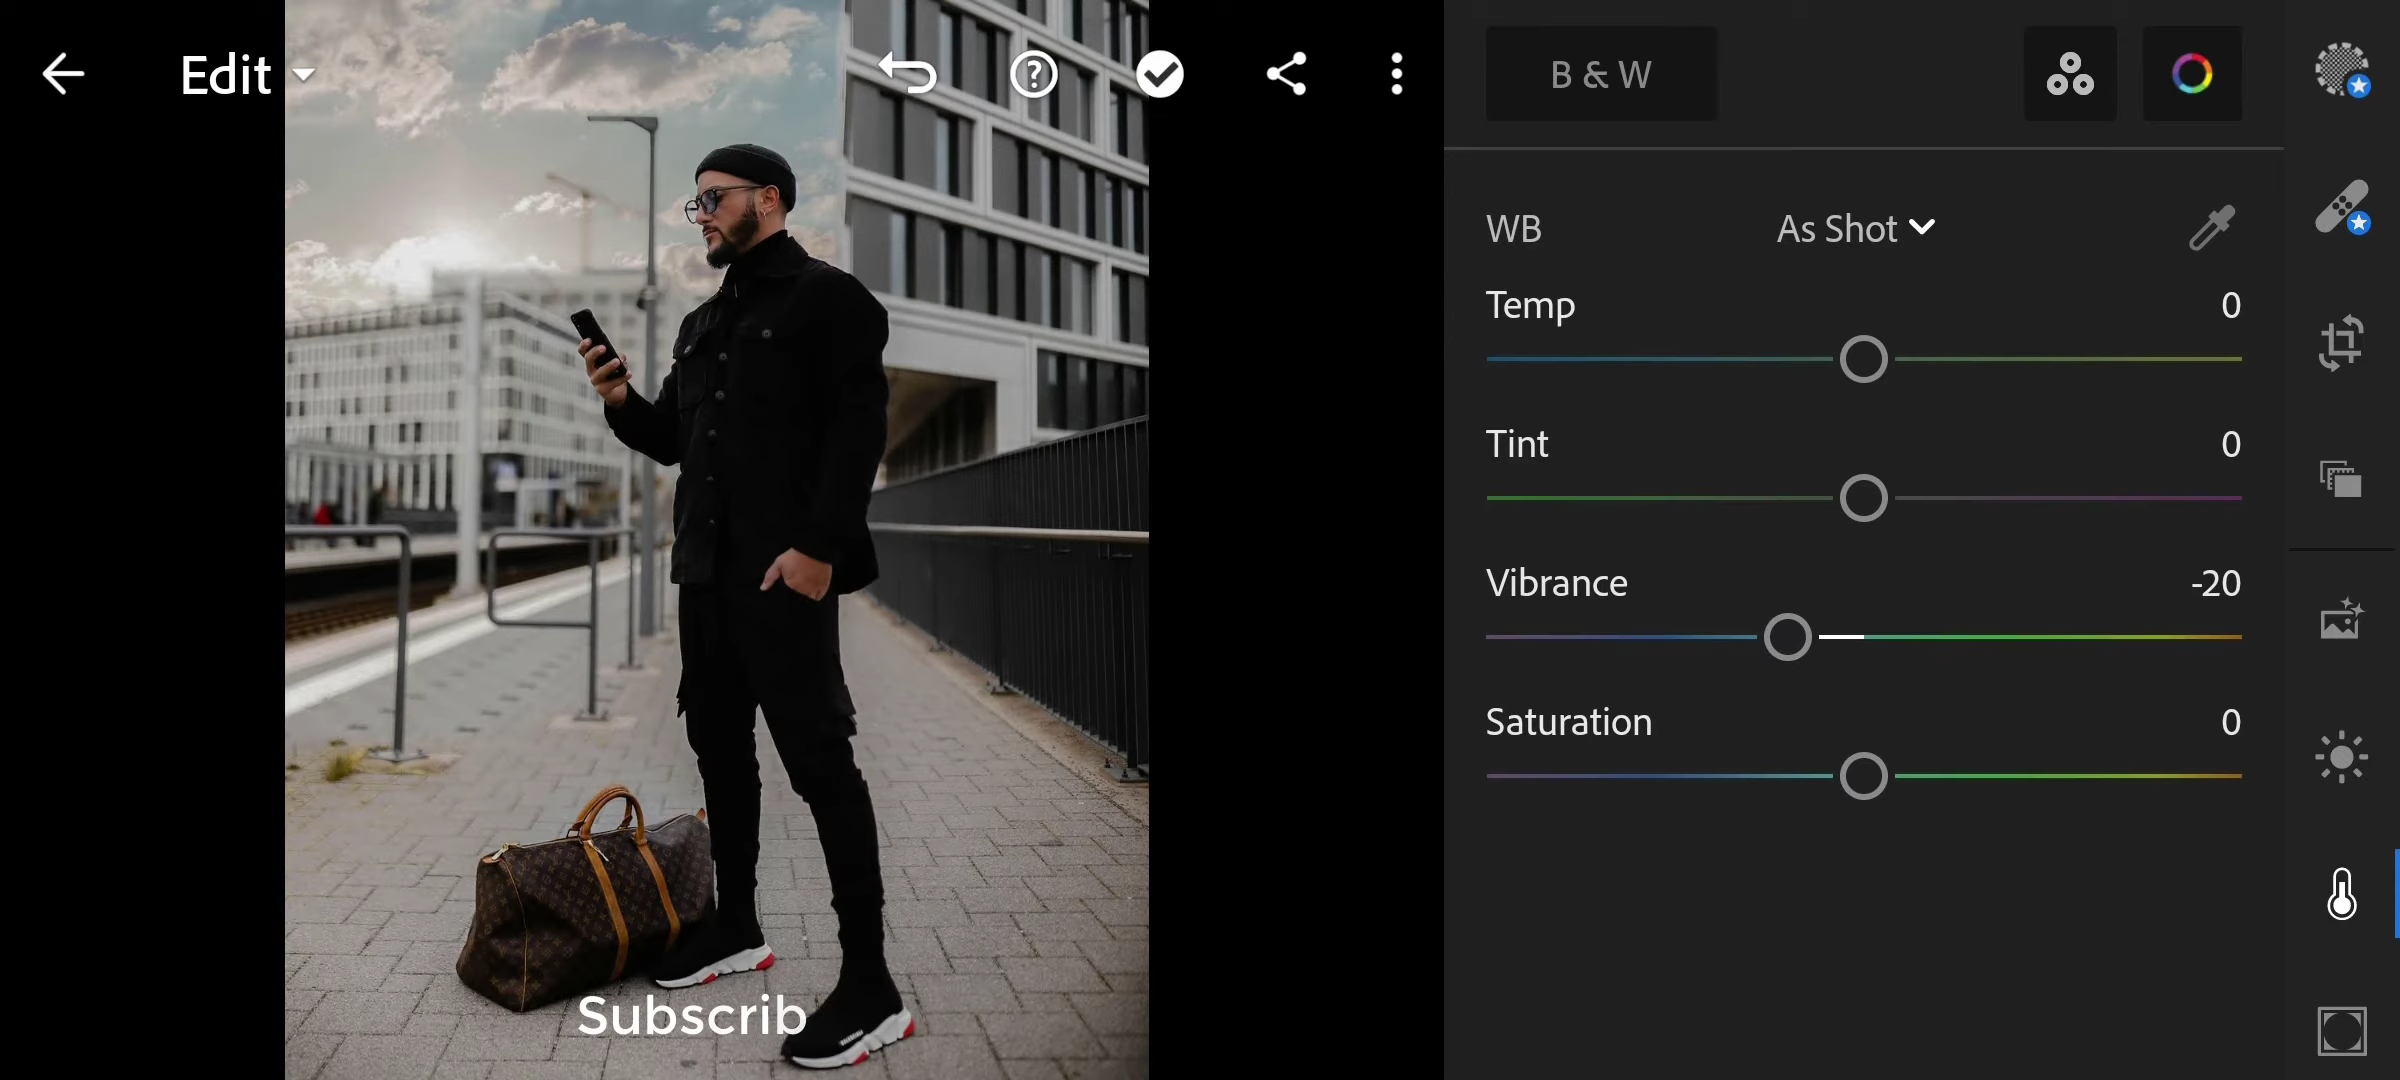 Edit
B & W
WB
As Shot
Temp
0
Tint
0
Vibrance
-20
Saturation
0
Subscrib